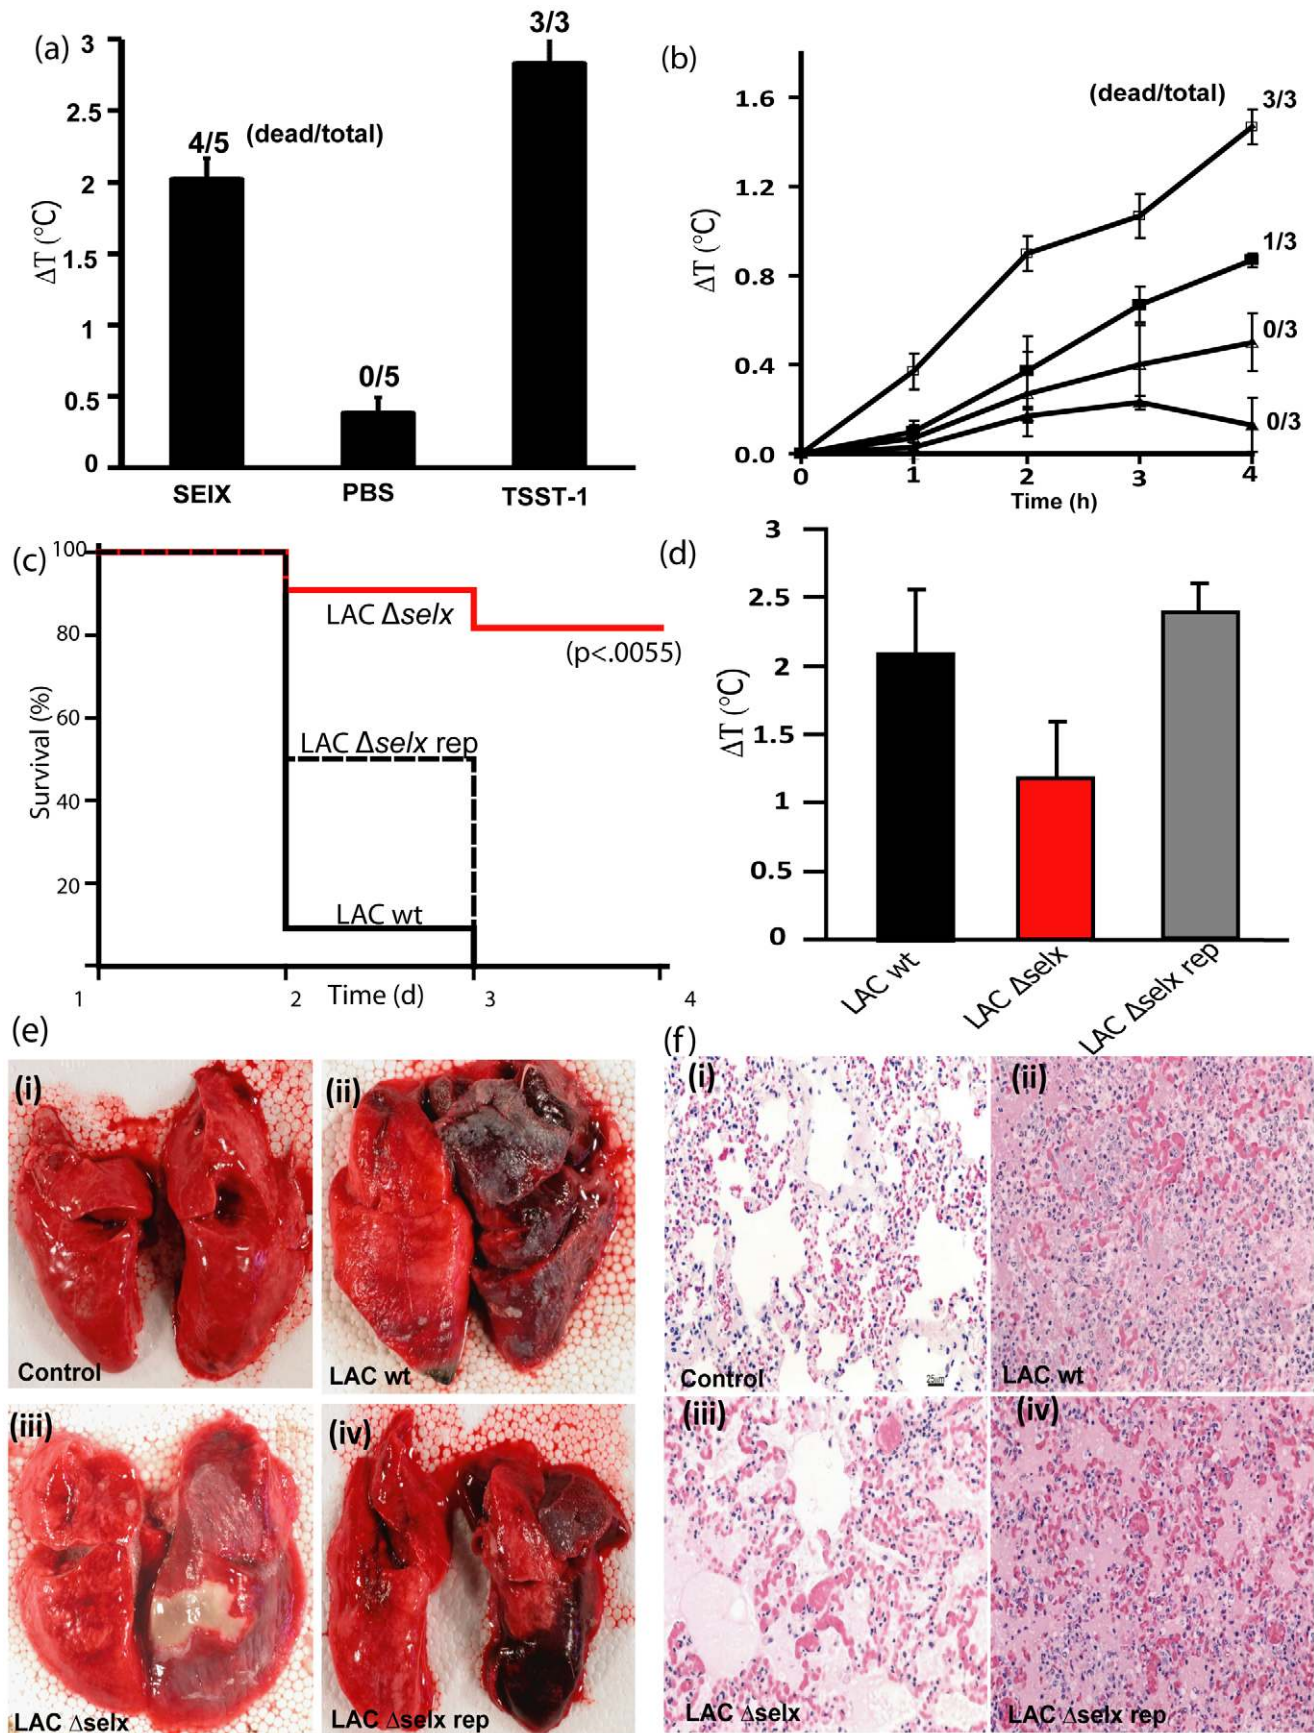 (a)
3
2.5
2
1.5
1
0.5
0
ΔT (°C)
4/5
(dead/total)
0/5
3/3
SElX
PBS
TSST-1
(b)
1.6
1.2
0.8
0.4
0.0
ΔT (°C)
(dead/total)
3/3
1/3
0/3
0/3
0
1
2
3
4
Time (h)
(c)
100
80
60
40
20
Survival (%)
LAC Δselx
(p<.0055)
LAC Δselx rep
LAC wt
1
2
3
4
Time (d)
(d)
3
2.5
2
1.5
1
0.5
0
ΔT (°C)
LAC wt
LAC Δselx
LAC Δselx rep
(e)
(i)
Control
(ii)
LAC wt
(iii)
LAC Δselx
(iv)
LAC Δselx rep
(f)
(i)
Control
25µm
(ii)
LAC wt
(iii)
LAC Δselx
(iv)
LAC Δselx rep